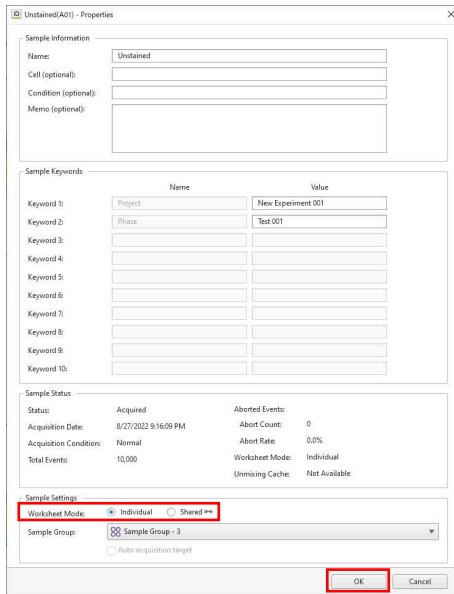 Unstained(A01) - Properties
Sample Information
Name: Unstained
Cell (optional):
Condition (optional):
Memo (optional):
Sample Keywords
Name Value
Keyword 1: Project New Experiment 001
Keyword 2: Phase Test 001
Keyword 3:
Keyword 4:
Keyword 5:
Keyword 6:
Keyword 7:
Keyword 8:
Keyword 9:
Keyword 10:
Sample Status
Status: Acquired Aborted Events:
Acquisition Date: 8/27/2022 9:16:09 PM Abort Count: 0
Acquisition Condition: Normal Abort Rate: 0.0%
Total Events: 10,000 Worksheet Mode: Individual
Unmixing Cache: Not Available
Sample Settings
Worksheet Mode: Individual Shared
Sample Group: Sample Group - 3
Auto acquisition target
OK Cancel